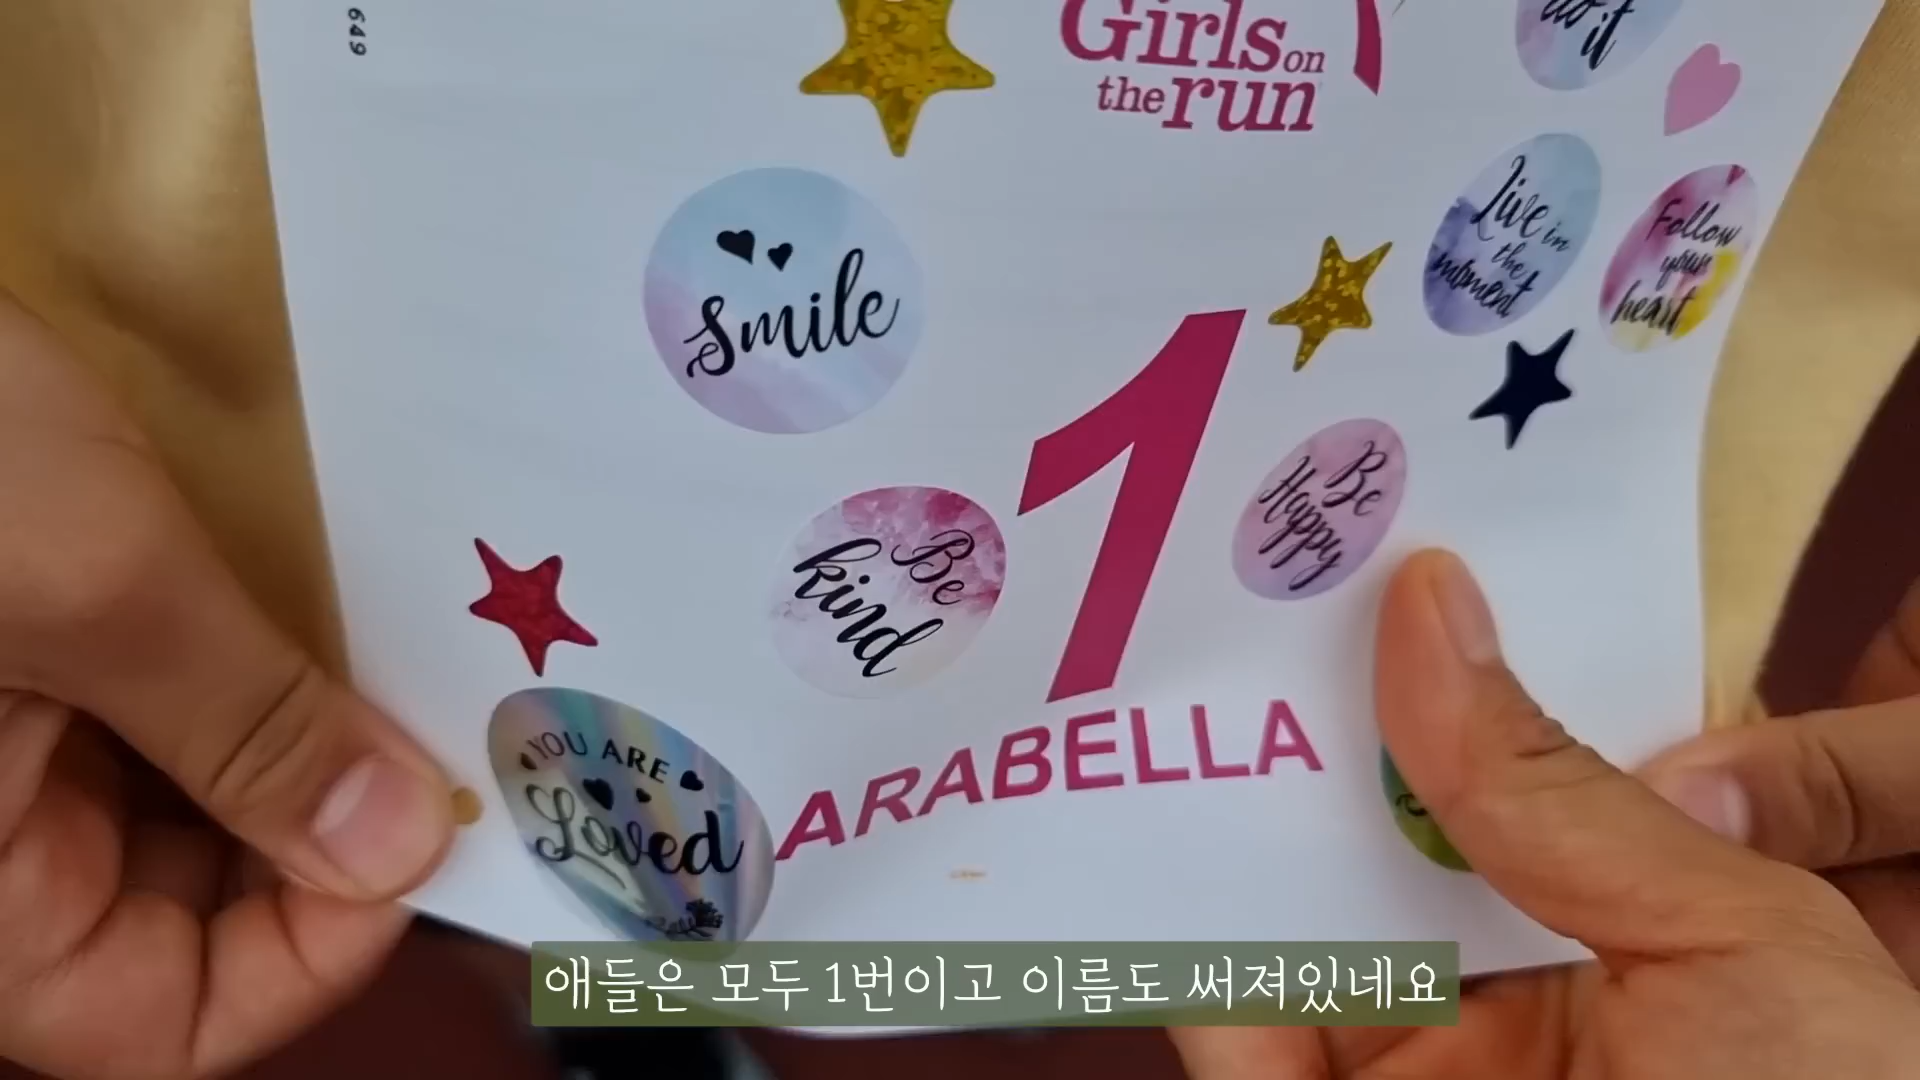 649
Girls on
the run
do it
Smile
Live in
the
moment
Follow
your
heart
1
Be
Happy
Be
kind
YOU ARE
Loved
ARABELLA
애들은 모두 1번이고 이름도 써져있네요